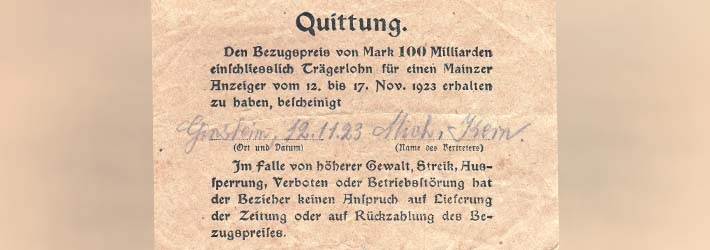 Quittung.
Den Bezugspreis von Mark 100 Milliarden
einſchliesslich Trägerlohn für einen Mainzer
Anzeiger vom 12. bis 17. Nov. 1923 erhalten
zu haben, beſcheinigt
12.11.23 Mich. Kern.
(Ort und Datum) (Name des Vertreters)
Im Falle von höherer Gewalt, Streik, Aus-
ſperrung, Verboten oder Betriebsſtörung hat
der Bezieher keinen Anſpruch auf Lieferung
der Zeitung oder auf Rückzahlung des Be-
zugspreiſes.